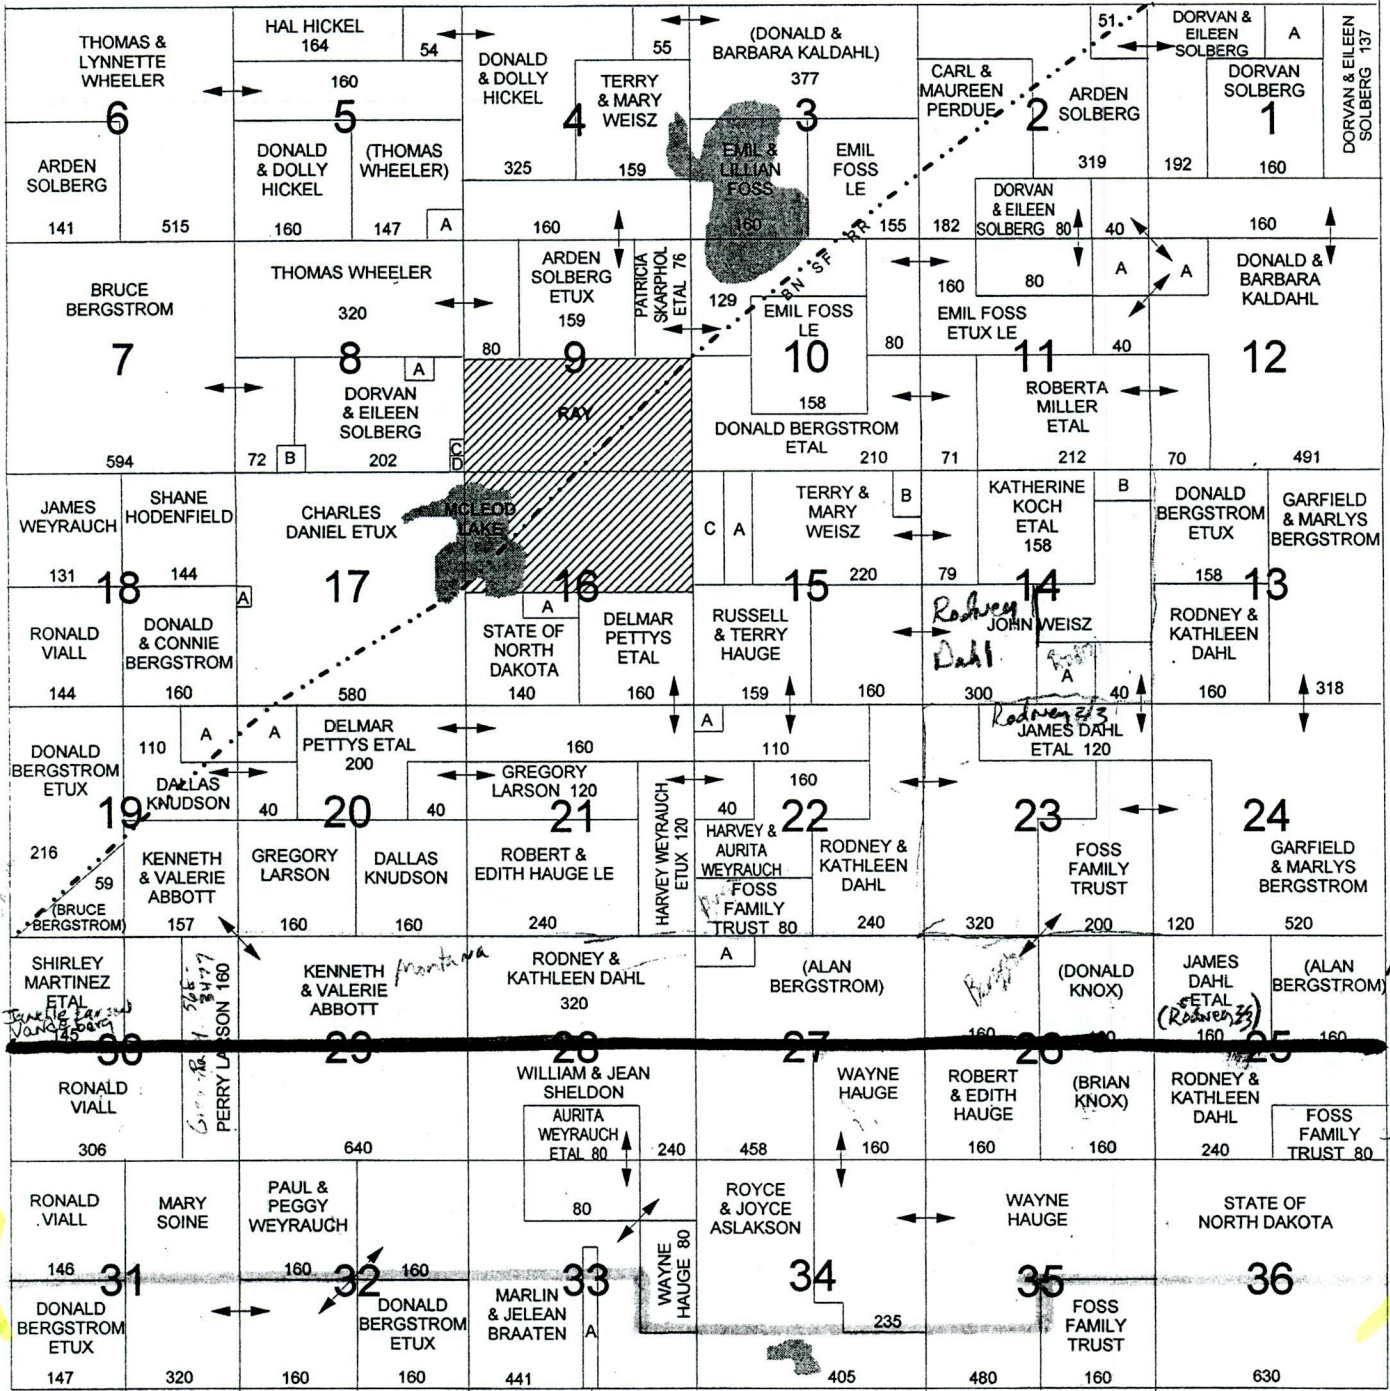 THOMAS &
LYNNETTE
WHEELER
6
ARDEN
SOLBERG
141
515
HAL HICKEL
164
54
160
5
DONALD
& DOLLY
HICKEL
160
(THOMAS
WHEELER)
147
A
DONALD
& DOLLY
HICKEL
325
55
4
TERRY
& MARY
WEISZ
159
160
(DONALD &
BARBARA KALDAHL)
377
3
EMIL &
LILLIAN
FOSS
160
EMIL
FOSS
LE
155
CARL &
MAUREEN
PERDUE
182
51
2
ARDEN
SOLBERG
319
DORVAN
& EILEEN
SOLBERG 80
40
DORVAN &
EILEEN
SOLBERG
A
192
DORVAN
SOLBERG
1
160
DORVAN & EILEEN
SOLBERG 137
160
BRUCE
BERGSTROM
7
594
THOMAS WHEELER
320
8
A
DORVAN
& EILEEN
SOLBERG
72
B
202
C
D
ARDEN
SOLBERG
ETUX
159
80
9
PATRICIA
SKARPHOL
ETAL 76
RAY
BN SF RR
129
EMIL FOSS
LE
10
158
80
DONALD BERGSTROM
ETAL
210
160
80
A
A
EMIL FOSS
ETUX LE
11
40
ROBERTA
MILLER
ETAL
71
212
DONALD &
BARBARA
KALDAHL
12
70
491
JAMES
WEYRAUCH
131
SHANE
HODENFIELD
144
18
RONALD
VIALL
144
DONALD
& CONNIE
BERGSTROM
160
A
CHARLES
DANIEL ETUX
17
580
MCLEOD
LAKE
16
A
STATE OF
NORTH
DAKOTA
140
DELMAR
PETTYS
ETAL
160
C
A
TERRY &
MARY
WEISZ
B
15
220
RUSSELL
& TERRY
HAUGE
159
160
KATHERINE
KOCH
ETAL
158
B
79
14
Rodney
Dahl
JOHN WEISZ
A
300
40
DONALD
BERGSTROM
ETUX
158
GARFIELD
& MARLYS
BERGSTROM
13
RODNEY &
KATHLEEN
DAHL
160
318
DONALD
BERGSTROM
ETUX
110
A
19
DALLAS
KNUDSON
216
59
(BRUCE
BERGSTROM)
KENNETH
& VALERIE
ABBOTT
157
A
DELMAR
PETTYS ETAL
200
40
20
40
GREGORY
LARSON
160
DALLAS
KNUDSON
160
160
GREGORY
LARSON 120
21
ROBERT &
EDITH HAUGE LE
240
HARVEY WEYRAUCH
ETUX 120
A
110
160
40
22
HARVEY &
AURITA
WEYRAUCH
FOSS
FAMILY
TRUST 80
RODNEY &
KATHLEEN
DAHL
240
Rodney 2/3
JAMES DAHL
ETAL 120
23
320
FOSS
FAMILY
TRUST
200
24
GARFIELD
& MARLYS
BERGSTROM
120
520
SHIRLEY
MARTINEZ
ETAL
145
30
PERRY LARSON 160
RONALD
VIALL
306
KENNETH
& VALERIE
ABBOTT
montana
29
640
RODNEY &
KATHLEEN DAHL
320
28
WILLIAM & JEAN
SHELDON
AURITA
WEYRAUCH
ETAL 80
240
A
(ALAN
BERGSTROM)
27
458
WAYNE
HAUGE
160
160
(DONALD
KNOX)
26
ROBERT
& EDITH
HAUGE
160
(BRIAN
KNOX)
160
JAMES
DAHL
ETAL
(Rodney 2/3)
160
(ALAN
BERGSTROM)
160
25
RODNEY &
KATHLEEN
DAHL
240
FOSS
FAMILY
TRUST 80
RONALD
VIALL
146
31
MARY
SOINE
DONALD
BERGSTROM
ETUX
147
320
PAUL &
PEGGY
WEYRAUCH
160
32
160
160
DONALD
BERGSTROM
ETUX
160
80
33
MARLIN
& JELEAN
BRAATEN
A
441
WAYNE
HAUGE 80
ROYCE
& JOYCE
ASLAKSON
34
235
405
WAYNE
HAUGE
35
480
FOSS
FAMILY
TRUST
160
STATE OF
NORTH DAKOTA
36
630